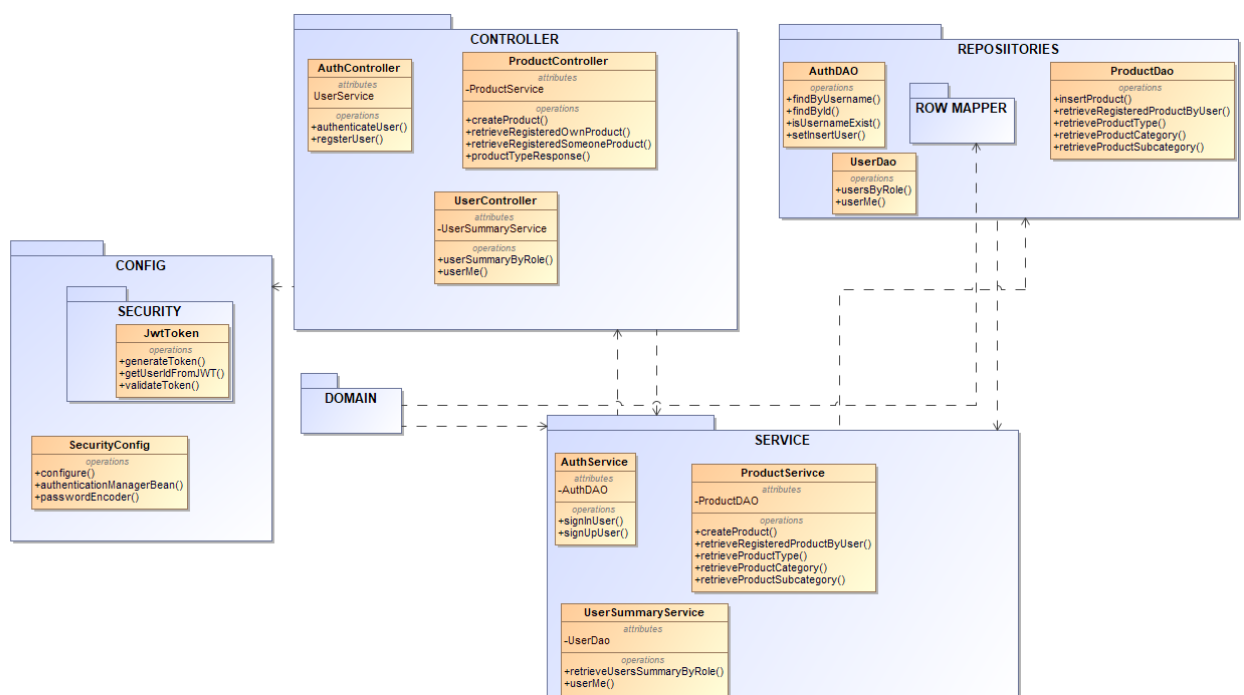 CONTROLLER
AuthController
attributes
UserService
operations
+authenticateUser()
+regsterUser()
ProductController
attributes
-ProductService
operations
+createProduct()
+retrieveRegisteredOwnProduct()
+retrieveRegisteredSomeoneProduct()
+productTypeResponse()
UserController
attributes
-UserSummaryService
operations
+userSummaryByRole()
+userMe()
REPOSIITORIES
AuthDAO
operations
+findByUsername()
+findById()
+isUsernameExist()
+setInsertUser()
ROW MAPPER
ProductDao
operations
+insertProduct()
+retrieveRegisteredProductByUser()
+retrieveProductType()
+retrieveProductCategory()
+retrieveProductSubcategory()
UserDao
operations
+usersByRole()
+userMe()
CONFIG
SECURITY
JwtToken
operations
+generateToken()
+getUserIdFromJWT()
+validateToken()
SecurityConfig
operations
+configure()
+authenticationManagerBean()
+passwordEncoder()
DOMAIN
SERVICE
AuthService
attributes
-AuthDAO
operations
+signInUser()
+signUpUser()
ProductSerivce
attributes
-ProductDAO
operations
+createProduct()
+retrieveRegisteredProductByUser()
+retrieveProductType()
+retrieveProductCategory()
+retrieveProductSubcategory()
UserSummaryService
attributes
-UserDao
operations
+retrieveUsersSummaryByRole()
+userMe()